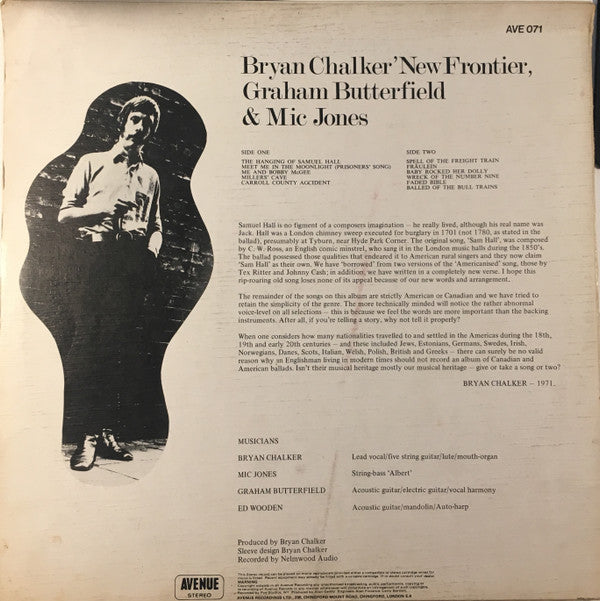 AVE 071
Bryan Chalker' New Frontier,
Graham Butterfield
& Mic Jones
SIDE ONE
THE HANGING OF SAMUEL HALL
MEET ME IN THE MOONLIGHT (PRISONERS' SONG)
ME AND BOBBY McGEE
MILLERS' CAVE
CARROLL COUNTY ACCIDENT
SIDE TWO
SPELL OF THE FREIGHT TRAIN
FRÄULEIN
BABY ROCKED HER DOLLY
WRECK OF THE NUMBER NINE
FADED BIBLE
BALLED OF THE BULL TRAINS
Samuel Hall is no figment of a composers imagination – he really lived, although his real name was
Jack. Hall was a London chimney sweep executed for burglary in 1701 (not 1780, as stated in the
ballad), presumably at Tyburn, near Hyde Park Corner. The original song, 'Sam Hall', was composed
by C. W. Ross, an English comic minstrel, who sang it in the London music halls during the 1850's.
The ballad possessed those qualities that endeared it to American rural singers and they now claim
'Sam Hall' as their own. We have 'borrowed' from two versions of the 'Americanised' song, those by
Tex Ritter and Johnny Cash; in addition, we have written in a completely new verse. I hope this
rip-roaring old song loses none of its appeal because of our new words and arrangement.
The remainder of the songs on this album are strictly American or Canadian and we have tried
to retain the simplicity of the genre. The more technically minded will notice the rather abnormal
voice-level on all selections – this is because we feel the words are more important than the backing
instruments. After all, if you're telling a story, why not tell it properly?
When one considers how many nationalities travelled to and settled in the Americas during the 18th,
19th and early 20th centuries – and these included Jews, Estonians, Germans, Swedes, Irish,
Norwegians, Danes, Scots, Italian, Welsh, Polish, British and Greeks – there can surely be no valid
reason why an Englishman living in modern times should not record an album of Canadian and
American ballads. Isn't their musical heritage mostly our musical heritage – give or take a song or two?
BRYAN CHALKER – 1971.
MUSICIANS
BRYAN CHALKER Lead vocal/five string guitar/lute/mouth-organ
MIC JONES String-bass 'Albert'
GRAHAM BUTTERFIELD Acoustic guitar/electric guitar/vocal harmony
ED WOODEN Acoustic guitar/mandolin/Auto-harp
Produced by Bryan Chalker
Sleeve design Bryan Chalker
Recorded by Nelmwood Audio
AVENUE
STEREO
WARNING
AVENUE RECORDINGS LTD., CHINGFORD MOUNT ROAD, CHINGFORD, LONDON E.4